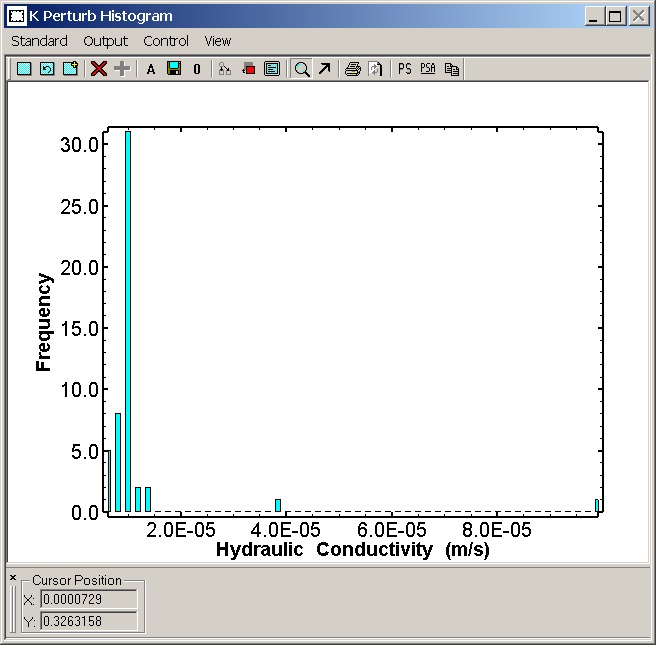 K Perturb Histogram
Standard Output Control View
A 0 PS PSA
30.0
25.0
20.0
15.0
10.0
5.0
0.0
Frequency
2.0E-05 4.0E-05 6.0E-05 8.0E-05
Hydraulic Conductivity (m/s)
Cursor Position
X: 0.0000729
Y: 0.3263158